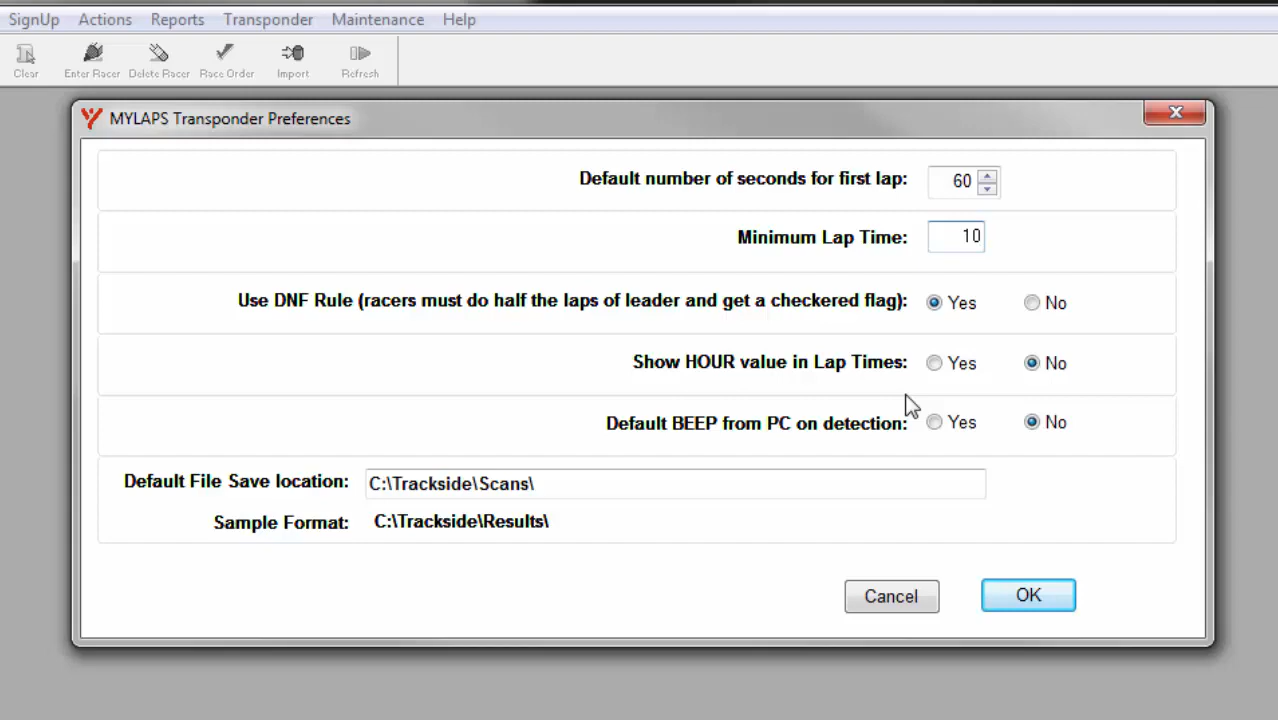 SignUp Actions Reports Transponder Maintenance Help
Clear Enter Racer Delete Racer Race Order Import Refresh
MYLAPS Transponder Preferences
Default number of seconds for first lap: 60
Minimum Lap Time: 10
Use DNF Rule (racers must do half the laps of leader and get a checkered flag): Yes No
Show HOUR value in Lap Times: Yes No
Default BEEP from PC on detection: Yes No
Default File Save location: C:\Trackside\Scans\
Sample Format: C:\Trackside\Results\
Cancel OK